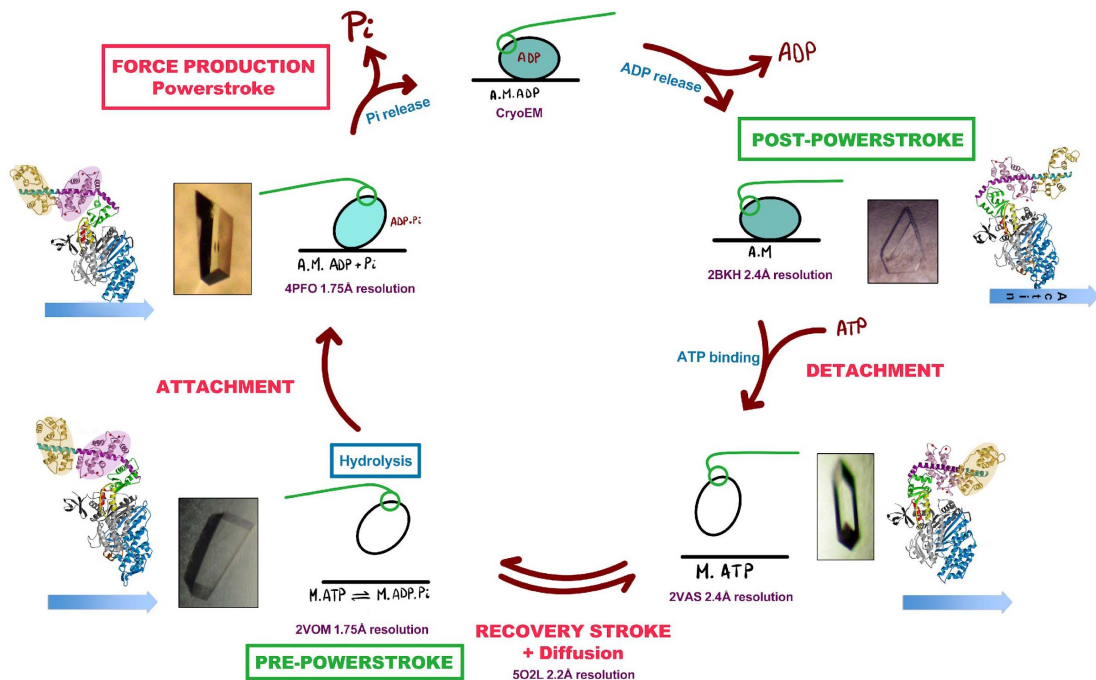 Pi
FORCE PRODUCTION
Powerstroke
Pi release
ADP
A.M.ADP
CryoEM
ADP release
ADP
POST-POWERSTROKE
ADP.Pi
A.M. ADP + Pi
4PFO 1.75Å resolution
A.M
2BKH 2.4Å resolution
Actin
ATP binding
ATP
DETACHMENT
ATTACHMENT
Hydrolysis
M.ATP ⇌ M.ADP.Pi
2VOM 1.75Å resolution
PRE-POWERSTROKE
M. ATP
2VAS 2.4Å resolution
RECOVERY STROKE
+ Diffusion
5O2L 2.2Å resolution